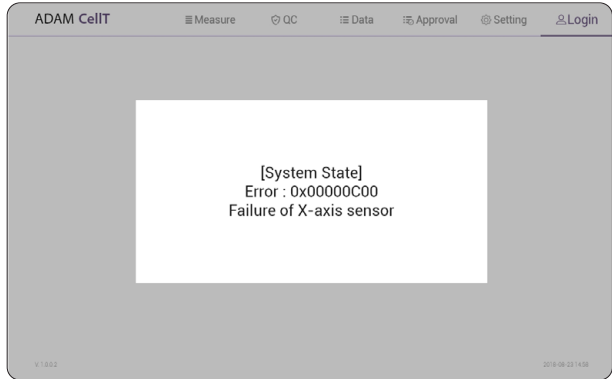 ADAM CellT
Measure
QC
Data
Approval
Setting
Login
[System State]
Error : 0x00000C00
Failure of X-axis sensor